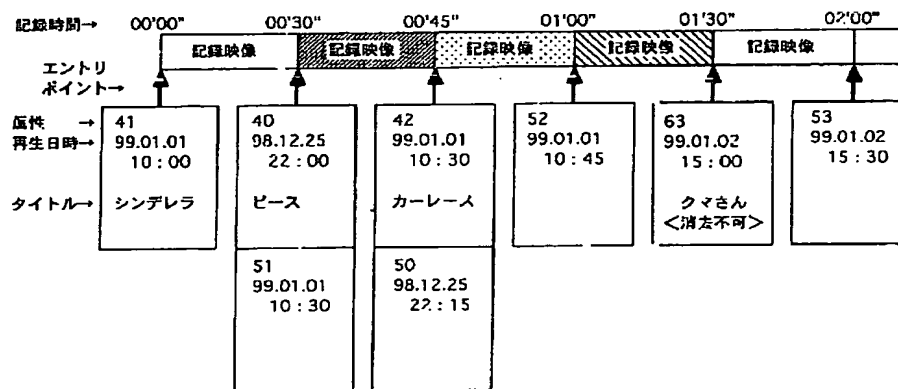 記録時間→ 00'00" 00'30" 00'45" 01'00" 01'30" 02'00"
記録映像 記録映像 記録映像 記録映像 記録映像
エントリ
ポイント→
属性 → 41 40 42 52 63 53
再生日時→ 99.01.01 98.12.25 99.01.01 99.01.01 99.01.02 99.01.02
10:00 22:00 10:30 10:45 15:00 15:30
タイトル→ シンデレラ ピース カーレース クマさん
<消去不可>
51 50
99.01.01 98.12.25
10:30 22:15